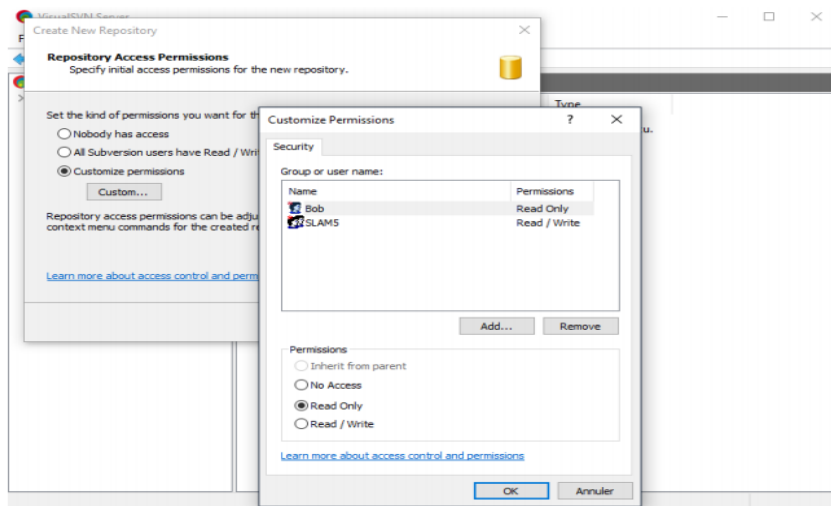 VisualSVN Server
Create New Repository
Repository Access Permissions
Specify initial access permissions for the new repository.
Set the kind of permissions you want for th
Nobody has access
All Subversion users have Read / Wri
Customize permissions
Custom...
Repository access permissions can be adju
context menu commands for the created re
Learn more about access control and perm
Type
u.
Customize Permissions
?
Security
Group or user name:
Name Permissions
Bob Read Only
SLAM5 Read / Write
Add... Remove
Permissions
Inherit from parent
No Access
Read Only
Read / Write
Learn more about access control and permissions
OK Annuler